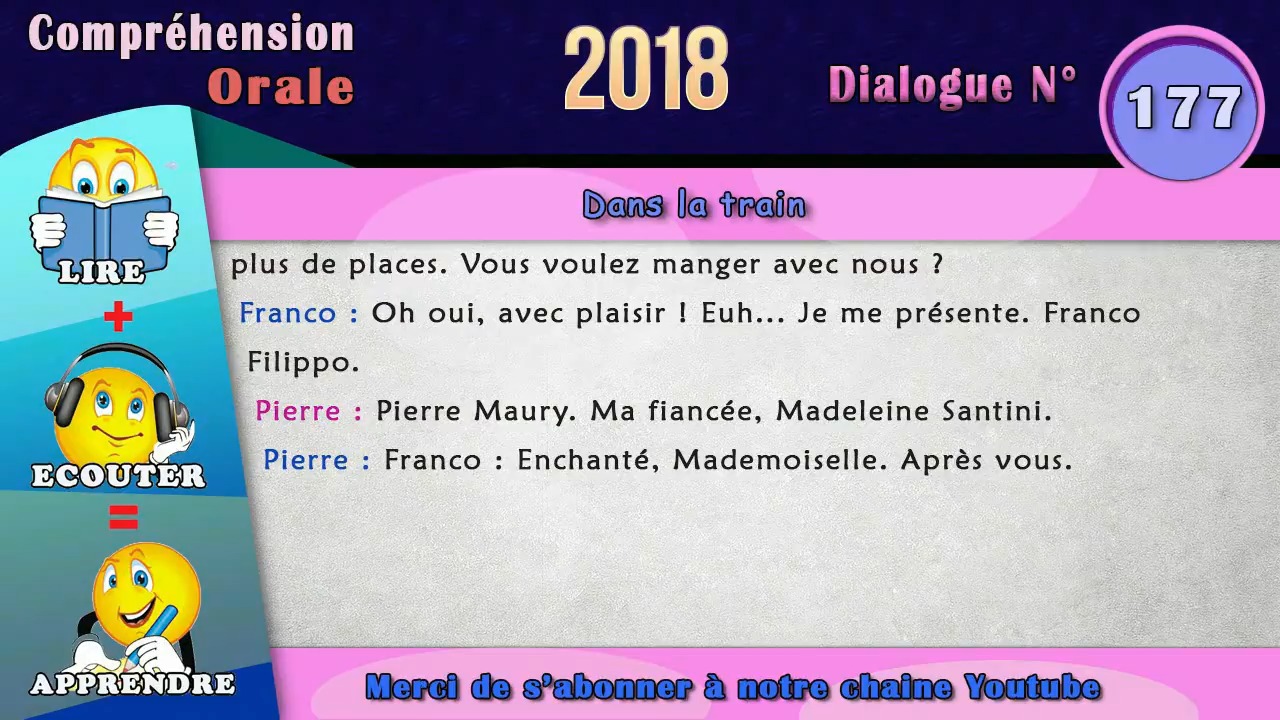 Compréhension
Orale
2018
Dialogue N°
177
Dans la train
LIRE
+
ECOUTER
=
APPRENDRE
plus de places. Vous voulez manger avec nous ?
Franco : Oh oui, avec plaisir ! Euh... Je me présente. Franco
Filippo.
Pierre : Pierre Maury. Ma fiancée, Madeleine Santini.
Pierre : Franco : Enchanté, Mademoiselle. Après vous.
Merci de s'abonner à notre chaine Youtube